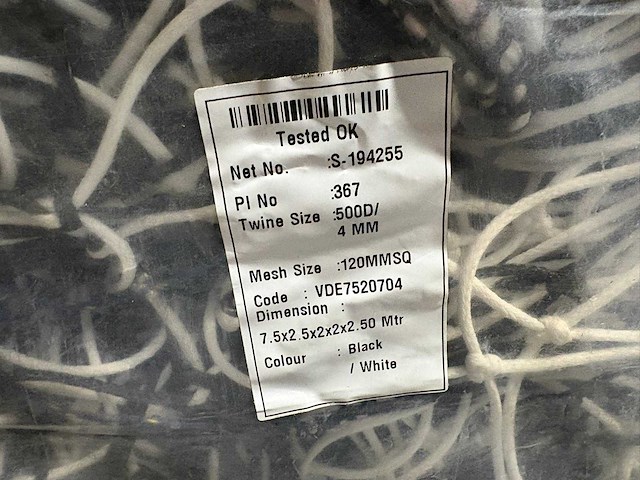 Tested OK
Net No. :S-194255
PI No :367
Twine Size :500D/
4 MM
Mesh Size :120MMSQ
Code : VDE7520704
Dimension :
7.5x2.5x2x2x2.50 Mtr
Colour : Black
/ White